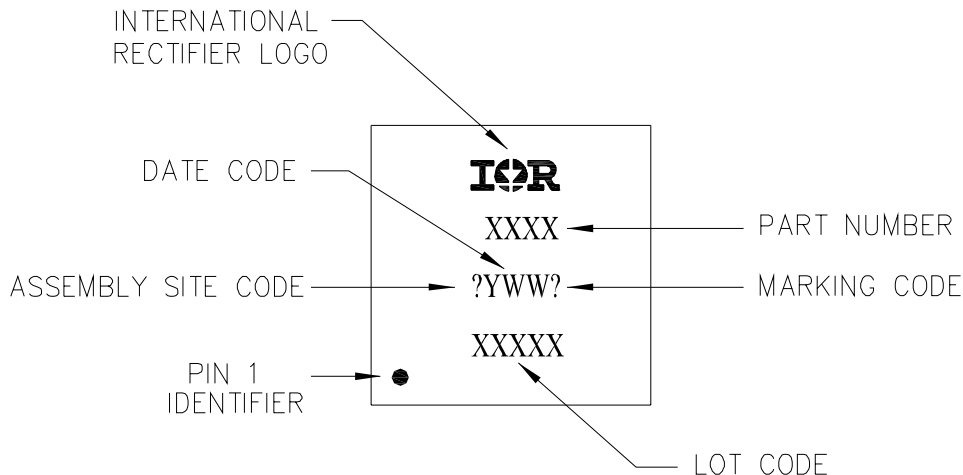 INTERNATIONAL
RECTIFIER LOGO
IOR
DATE CODE
XXXX
PART NUMBER
ASSEMBLY SITE CODE
?YWW?
MARKING CODE
XXXXX
PIN 1
IDENTIFIER
LOT CODE